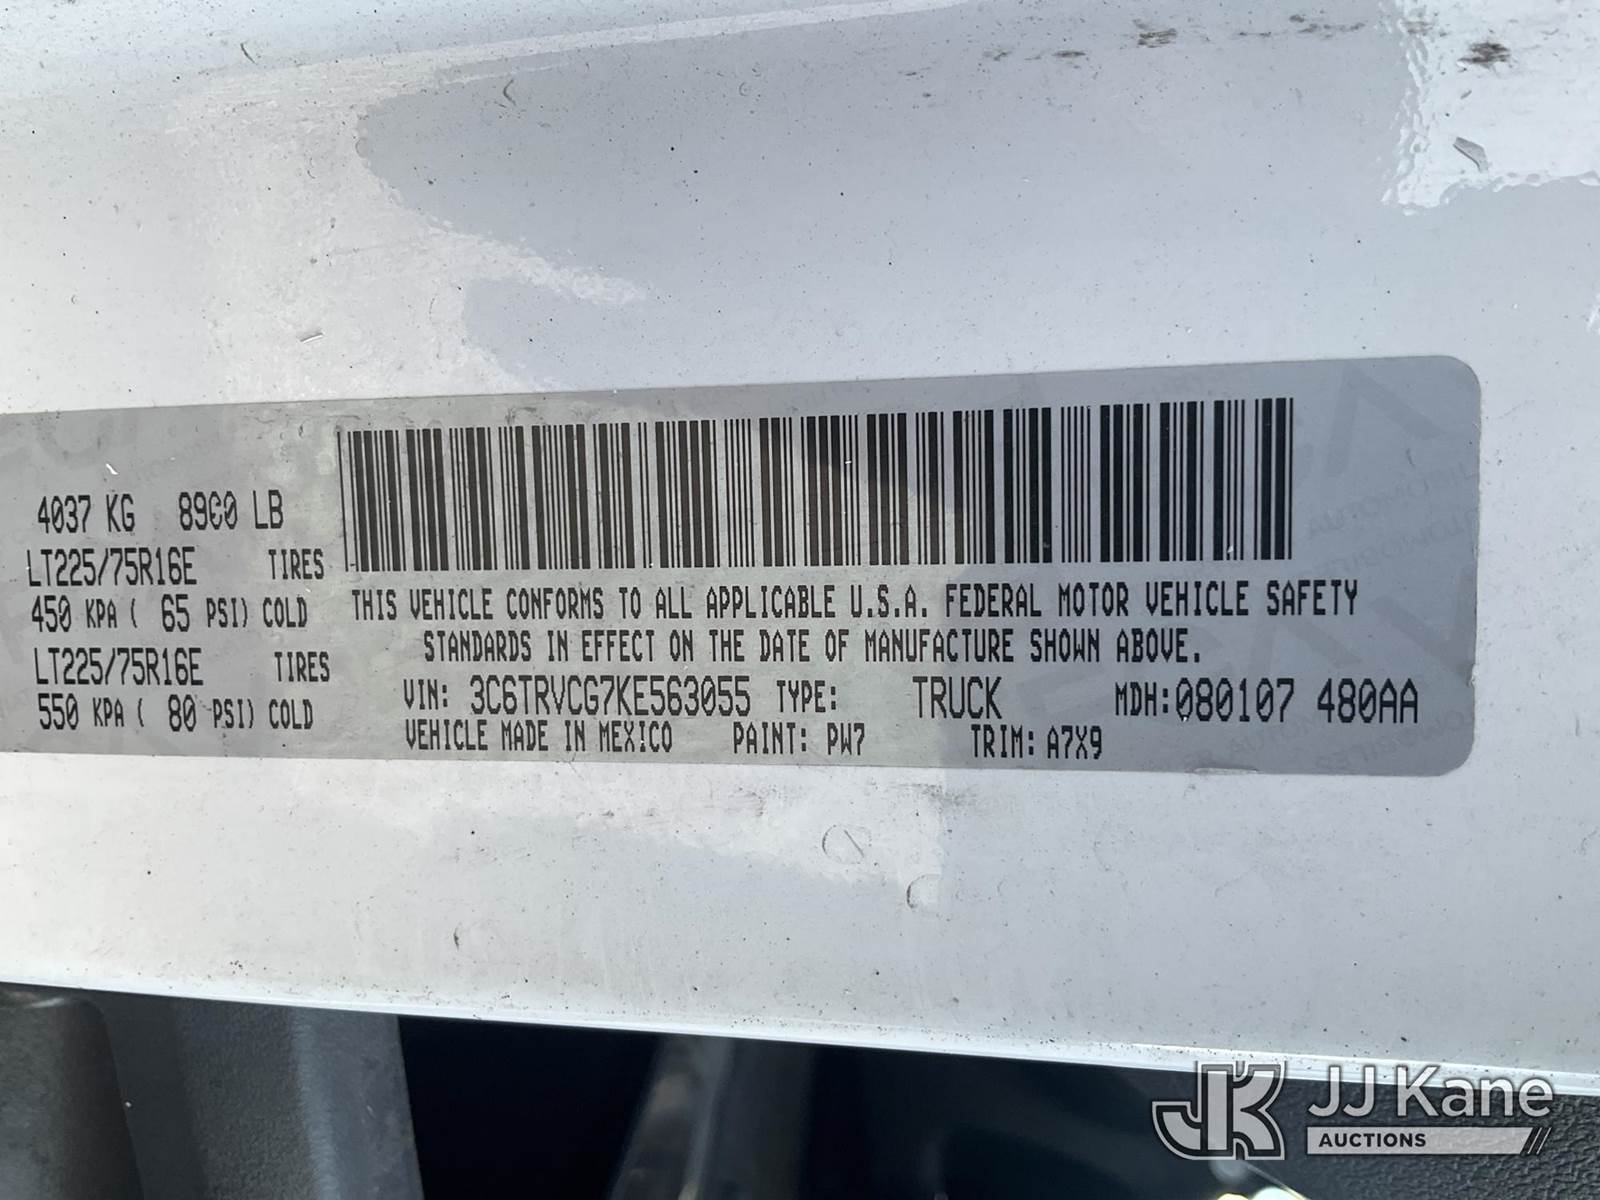 4037 KG 8900 LB
LT225/75R16E TIRES
450 KPA ( 65 PSI) COLD
LT225/75R16E TIRES
550 KPA ( 80 PSI) COLD
THIS VEHICLE CONFORMS TO ALL APPLICABLE U.S.A. FEDERAL MOTOR VEHICLE SAFETY
STANDARDS IN EFFECT ON THE DATE OF MANUFACTURE SHOWN ABOVE.
VIN: 3C6TRVCG7KE563055 TYPE: TRUCK MDH:080107 480AA
VEHICLE MADE IN MEXICO PAINT: PW7 TRIM: A7X9
JK JJ Kane
AUCTIONS